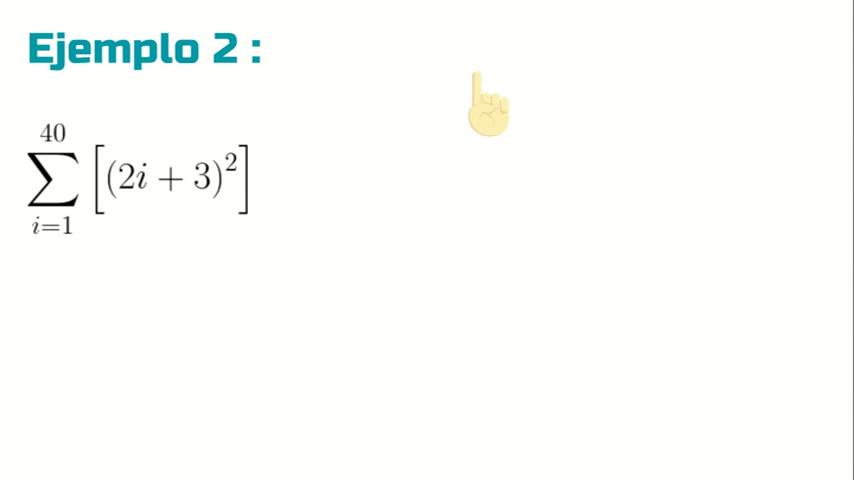 Ejemplo 2 :
40
∑ [(2i + 3)²]
i=1